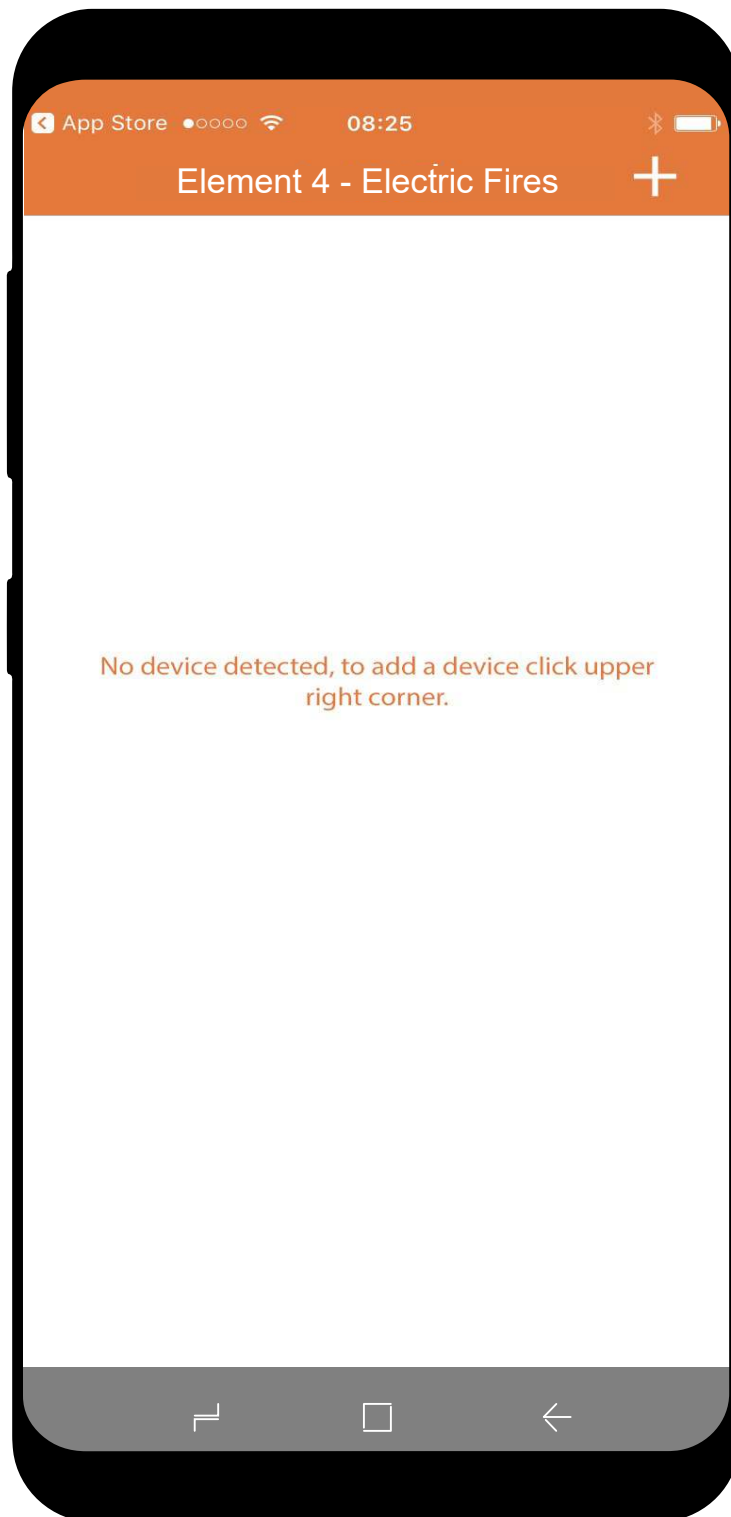 App Store 08:25
Element 4 - Electric Fires
No device detected, to add a device click upper
right corner.